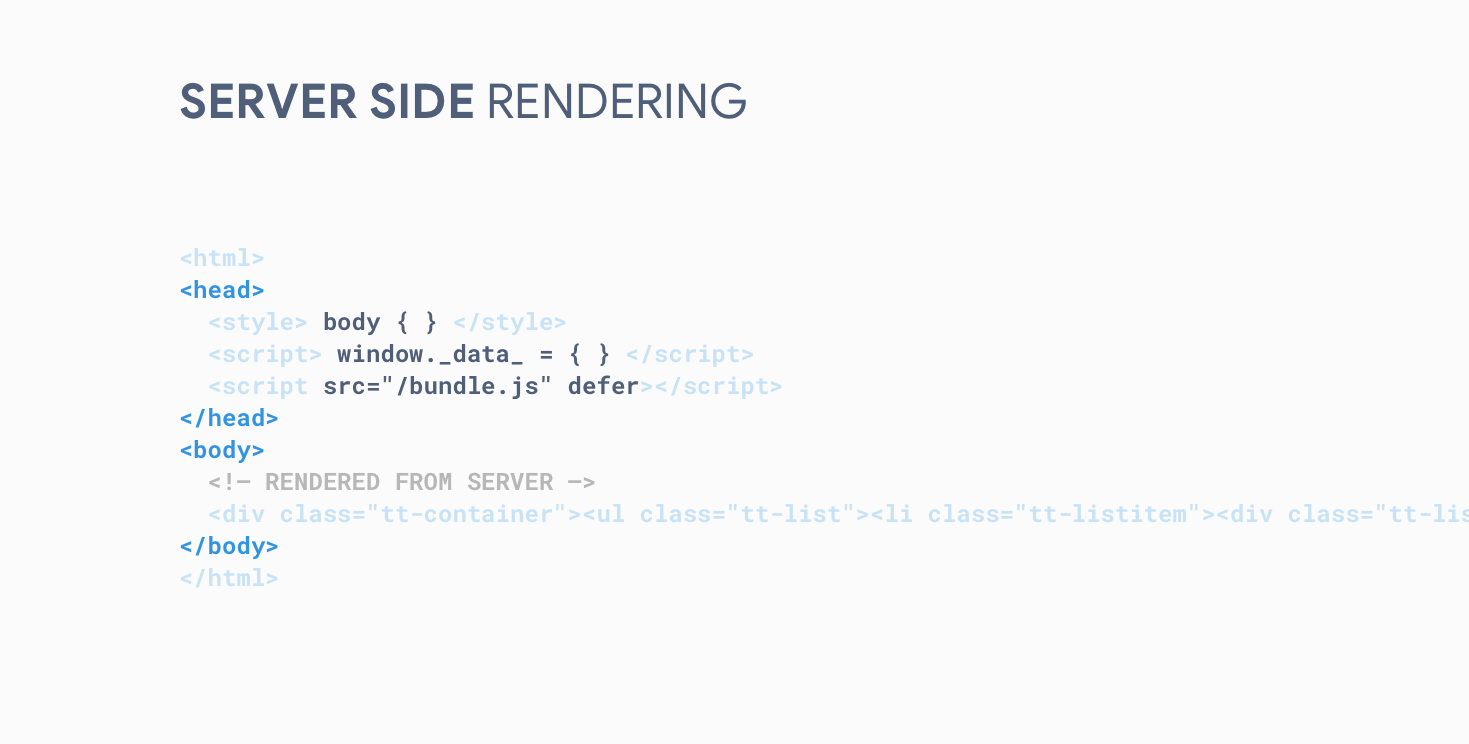 SERVER SIDE RENDERING
<html>
<head>
  <style> body { } </style>
  <script> window._data_ = { } </script>
  <script src="/bundle.js" defer></script>
</head>
<body>
  <!— RENDERED FROM SERVER —>
  <div class="tt-container"><ul class="tt-list"><li class="tt-listitem"><div class="tt-lis
</body>
</html>